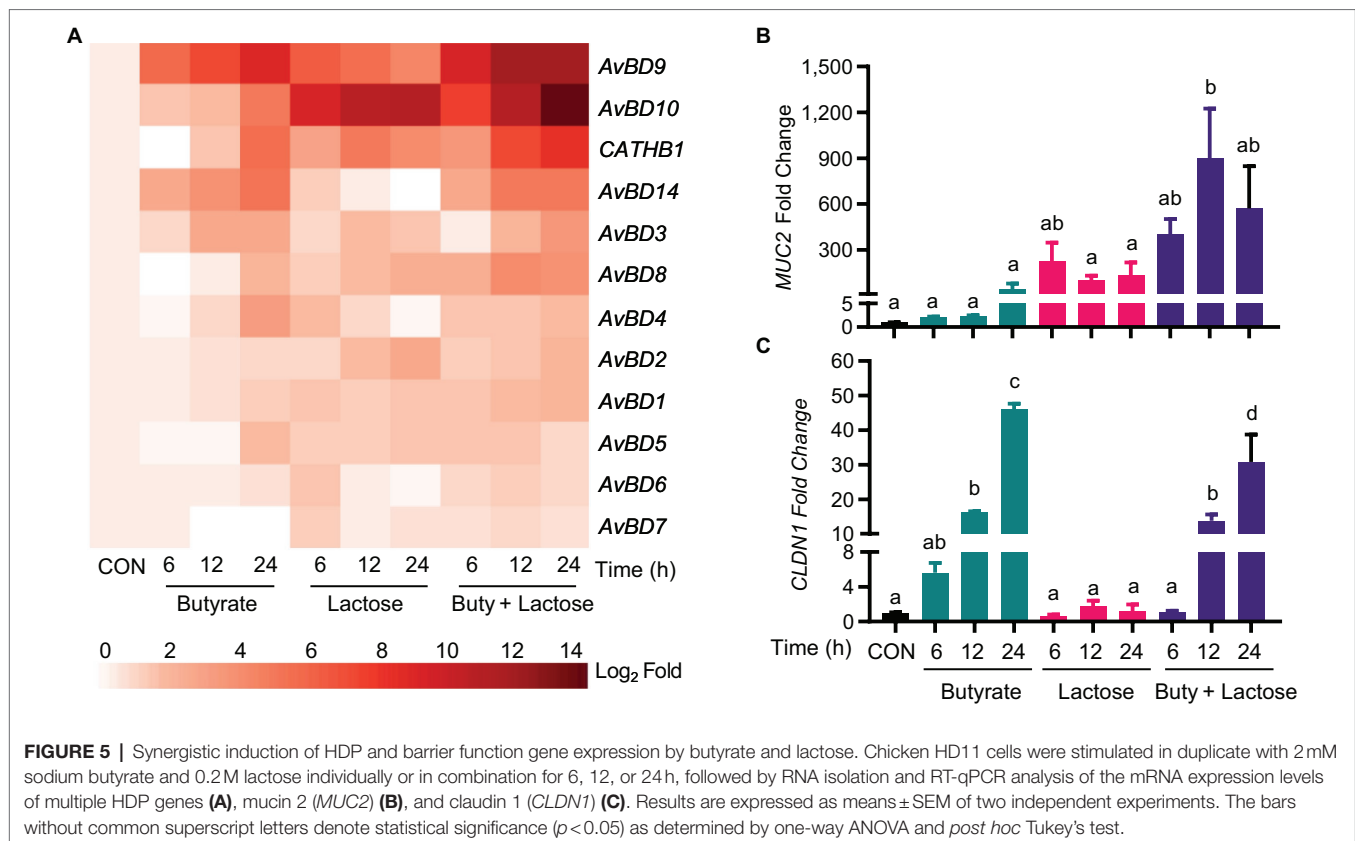 A
AvBD9
AvBD10
CATHB1
AvBD14
AvBD3
AvBD8
AvBD4
AvBD2
AvBD1
AvBD5
AvBD6
AvBD7
CON 6 12 24 6 12 24 6 12 24 Time (h)
Butyrate Lactose Buty + Lactose
0 2 4 6 8 10 12 14
Log₂ Fold
B
MUC2 Fold Change
1,500
1,200
900
600
300
5
0
a a a a ab a a ab b ab
C
CLDN1 Fold Change
60
50
40
30
20
10
8
4
0
a ab b c a a a a b d
Time (h) CON 6 12 24 6 12 24 6 12 24
Butyrate Lactose Buty + Lactose
FIGURE 5 | Synergistic induction of HDP and barrier function gene expression by butyrate and lactose. Chicken HD11 cells were stimulated in duplicate with 2 mM
sodium butyrate and 0.2 M lactose individually or in combination for 6, 12, or 24 h, followed by RNA isolation and RT-qPCR analysis of the mRNA expression levels
of multiple HDP genes (A), mucin 2 (MUC2) (B), and claudin 1 (CLDN1) (C). Results are expressed as means ± SEM of two independent experiments. The bars
without common superscript letters denote statistical significance (p < 0.05) as determined by one-way ANOVA and post hoc Tukey's test.